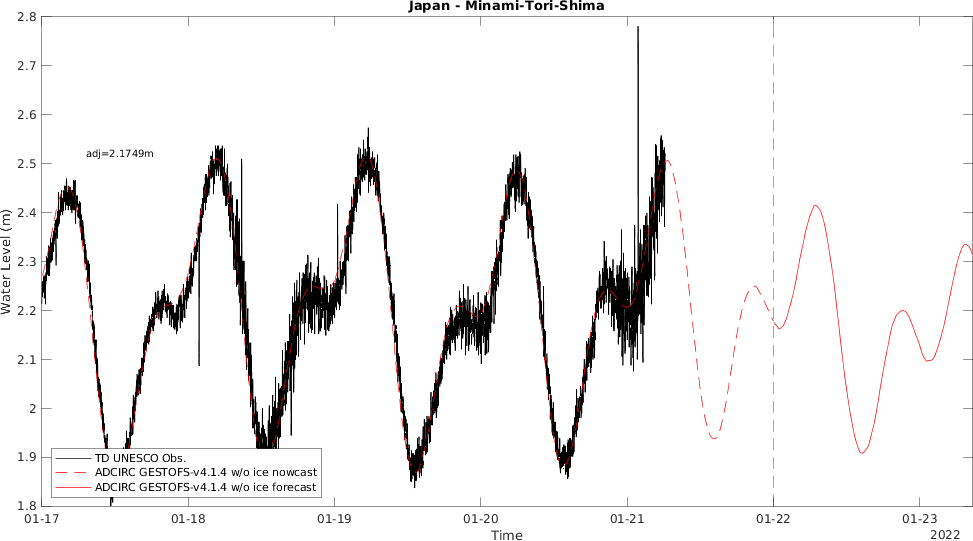 Japan - Minami-Tori-Shima
2.8
2.7
2.6
2.5
2.4
2.3
2.2
2.1
2
1.9
1.8
Water Level (m)
adj=2.1749m
TD UNESCO Obs.
ADCIRC GESTOFS-v4.1.4 w/o ice nowcast
ADCIRC GESTOFS-v4.1.4 w/o ice forecast
01-17 01-18 01-19 01-20 01-21 01-22 01-23
Time
2022